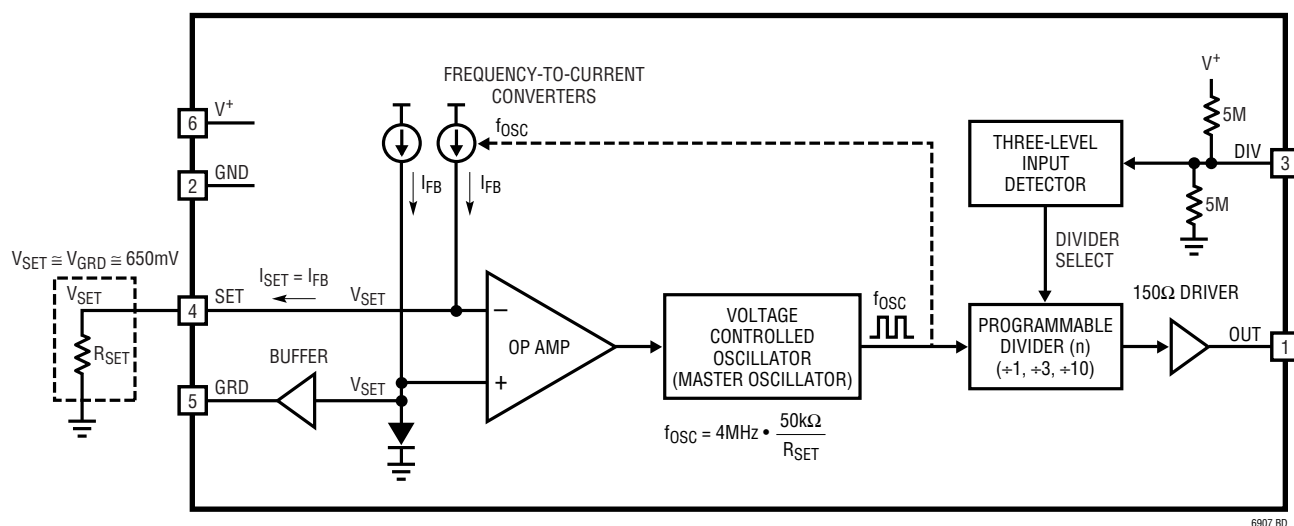 FREQUENCY-TO-CURRENT
CONVERTERS
fOSC
IFB
IFB
6
V+
2
GND
VSET ≅ VGRD ≅ 650mV
VSET
RSET
4
SET
ISET = IFB
VSET
5
GRD
BUFFER
VSET
−
+
OP AMP
VOLTAGE
CONTROLLED
OSCILLATOR
(MASTER OSCILLATOR)
fOSC = 4MHz • 50kΩ
RSET
fOSC
V+
5M
THREE-LEVEL
INPUT
DETECTOR
DIV
3
5M
DIVIDER
SELECT
PROGRAMMABLE
DIVIDER (n)
(÷1, ÷3, ÷10)
150Ω DRIVER
OUT
1
6907 BD